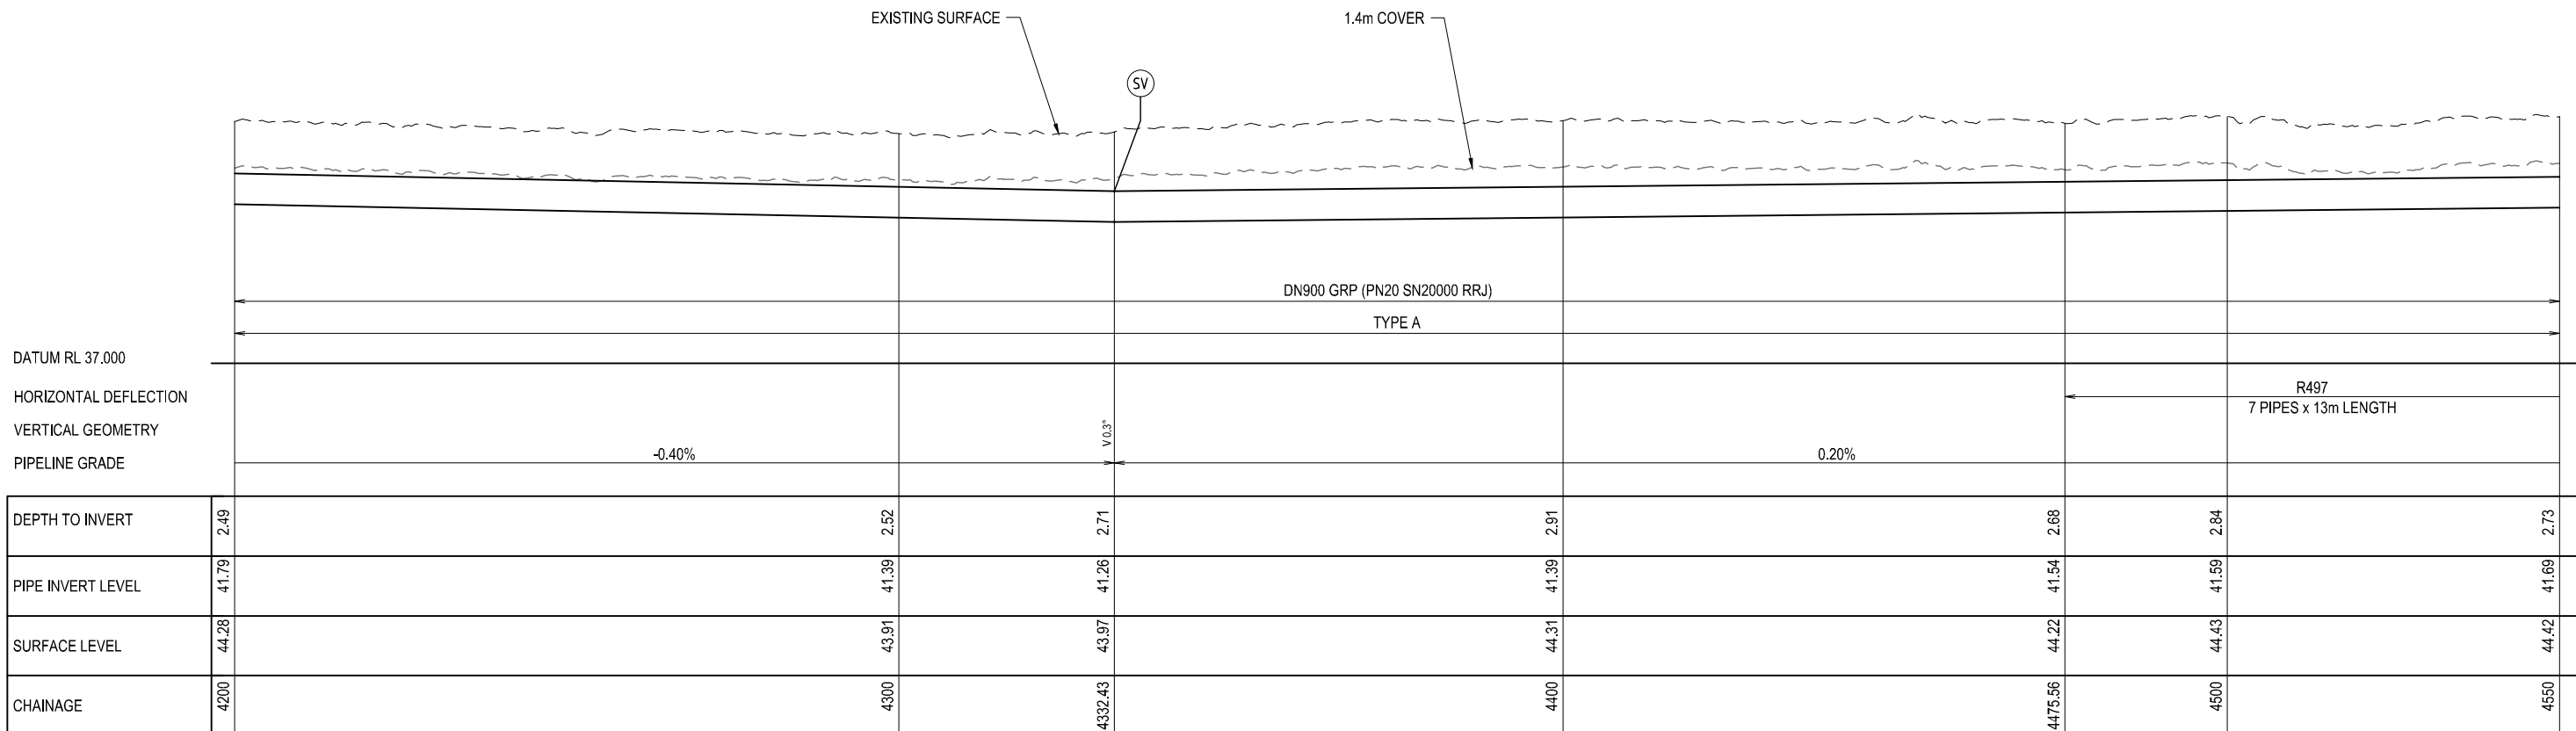 EXISTING SURFACE
1.4m COVER
SV
DN900 GRP (PN20 SN20000 RRJ)
TYPE A
DATUM RL 37.000
HORIZONTAL DEFLECTION
R497
7 PIPES x 13m LENGTH
VERTICAL GEOMETRY
V 0.3°
PIPELINE GRADE
-0.40%
0.20%
DEPTH TO INVERT 2.49 2.52 2.71 2.91 2.68 2.84 2.73
PIPE INVERT LEVEL 41.79 41.39 41.26 41.39 41.54 41.59 41.69
SURFACE LEVEL 44.28 43.91 43.97 44.31 44.22 44.43 44.42
CHAINAGE 4200 4300 4332.43 4400 4475.56 4500 4550